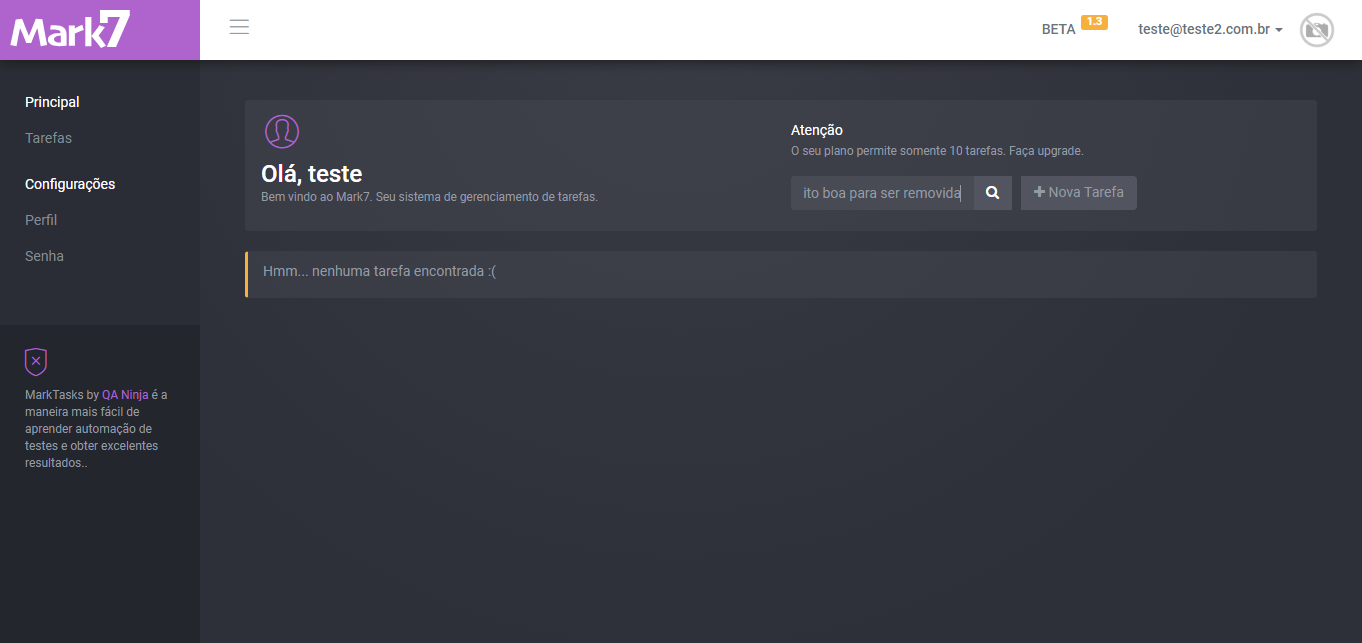 Mark7
BETA 1.3
teste@teste2.com.br
Principal
Tarefas
Configurações
Perfil
Senha
MarkTasks by QA Ninja é a
maneira mais fácil de
aprender automação de
testes e obter excelentes
resultados..
Olá, teste
Bem vindo ao Mark7. Seu sistema de gerenciamento de tarefas.
Atenção
O seu plano permite somente 10 tarefas. Faça upgrade.
ito boa para ser removida
Nova Tarefa
Hmm... nenhuma tarefa encontrada :(